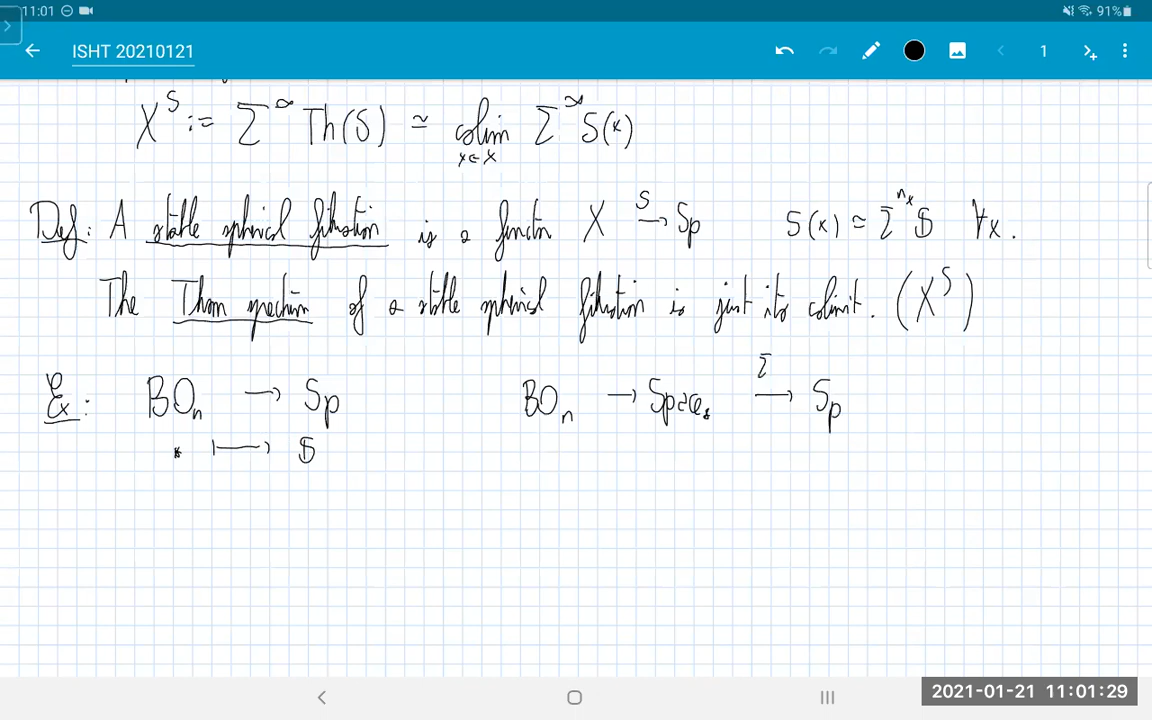 11:01 91%
ISHT 20210121 1
X^S := Σ^∞ Th(S) ≃ colim_{x∈X} Σ^∞ S(x)
Def: A stable spherical fibration is a functor X →^S Sp S(x) ≃ Σ^{n_x} 𝕊 ∀x.
The Thom spectrum of a stable spherical fibration is just its colimit. (X^S)
Ex: BO_n → Sp BO_n → Spaces_* →^Σ Sp
* ↦ 𝕊
2021-01-21 11:01:29